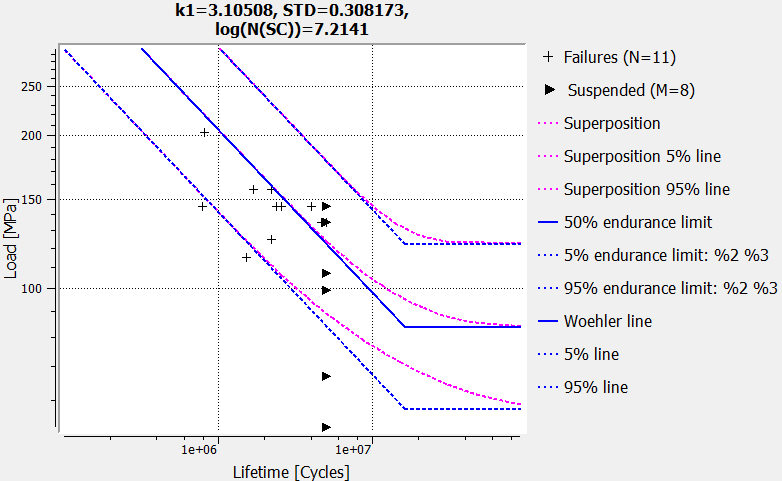 k1=3.10508, STD=0.308173,
log(N(SC))=7.2141
Load [MPa]
250
200
150
100
1e+06
1e+07
Lifetime [Cycles]
Failures (N=11)
Suspended (M=8)
Superposition
Superposition 5% line
Superposition 95% line
50% endurance limit
5% endurance limit: %2 %3
95% endurance limit: %2 %3
Woehler line
5% line
95% line